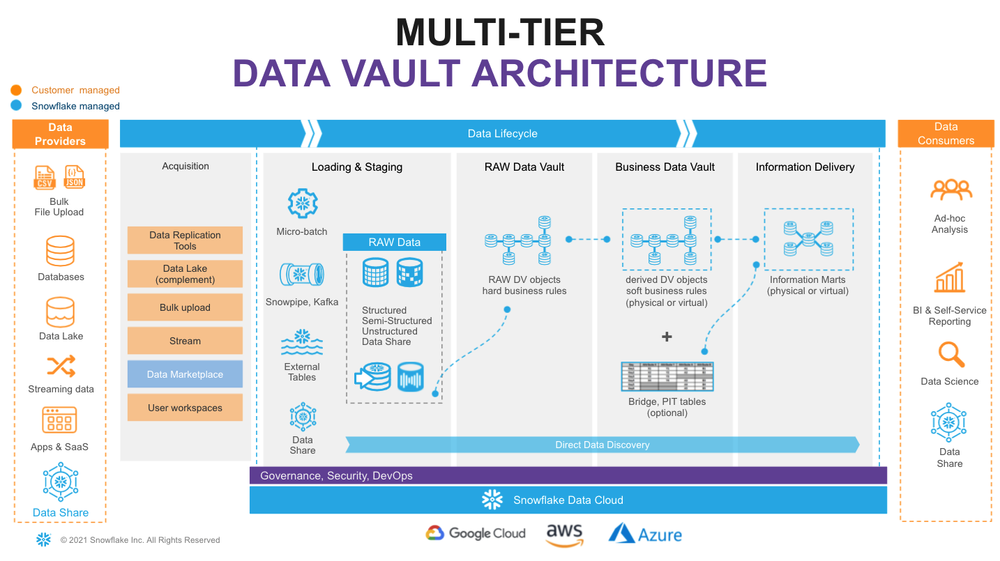 MULTI-TIER
DATA VAULT ARCHITECTURE
Customer managed
Snowflake managed
Data
Providers
CSV
{;}
JSON
Bulk
File Upload
Databases
Data Lake
Streaming data
Apps & SaaS
Data Share
Data Lifecycle
Acquisition
Data Replication
Tools
Data Lake
(complement)
Bulk upload
Stream
Data Marketplace
User workspaces
Loading & Staging
Micro-batch
Snowpipe, Kafka
External
Tables
Data
Share
RAW Data
Structured
Semi-Structured
Unstructured
Data Share
RAW Data Vault
RAW DV objects
hard business rules
Business Data Vault
derived DV objects
soft business rules
(physical or virtual)
+
Bridge, PIT tables
(optional)
Information Delivery
Information Marts
(physical or virtual)
Direct Data Discovery
Data
Consumers
Ad-hoc
Analysis
BI & Self-Service
Reporting
Data Science
Data
Share
Governance, Security, DevOps
Snowflake Data Cloud
© 2021 Snowflake Inc. All Rights Reserved
Google Cloud
aws
Azure